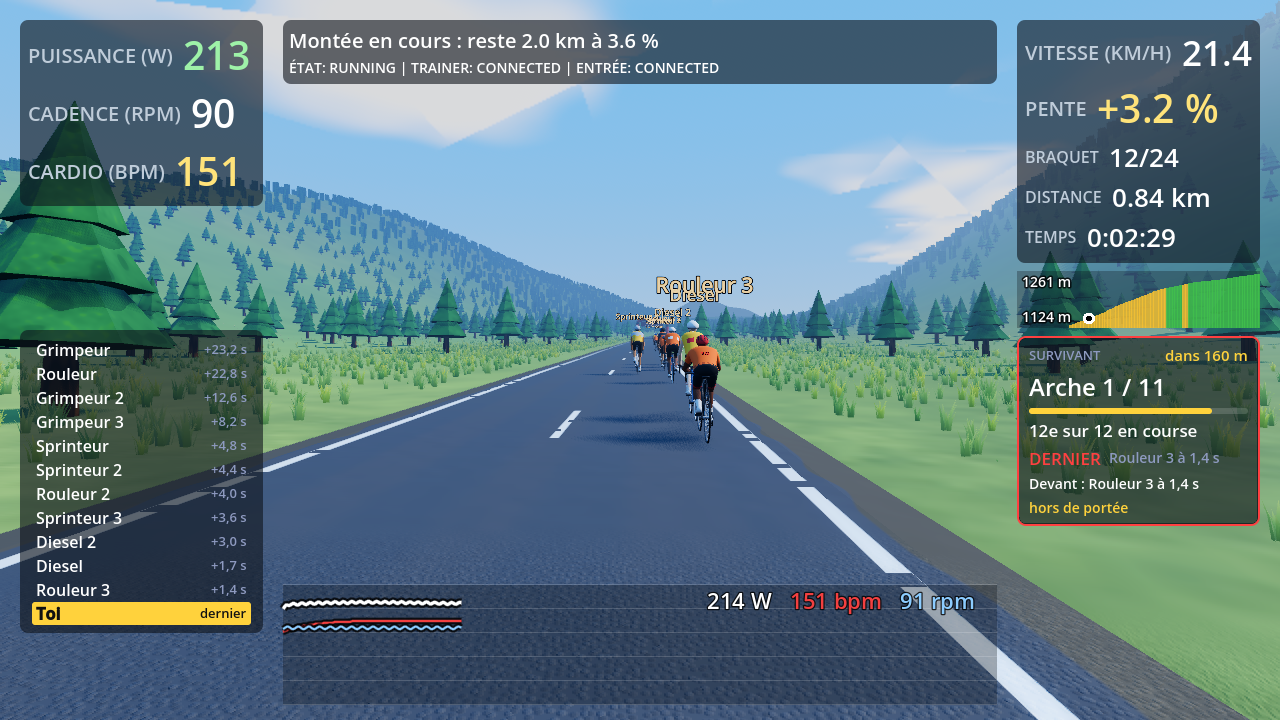 PUISSANCE (W) 213
CADENCE (RPM) 90
CARDIO (BPM) 151
Montée en cours : reste 2.0 km à 3.6 %
ÉTAT: RUNNING | TRAINER: CONNECTED | ENTRÉE: CONNECTED
VITESSE (KM/H) 21.4
PENTE +3.2 %
BRAQUET 12/24
DISTANCE 0.84 km
TEMPS 0:02:29
1261 m
1124 m
SURVIVANT dans 160 m
Arche 1 / 11
12e sur 12 en course
DERNIER Rouleur 3 à 1,4 s
Devant : Rouleur 3 à 1,4 s
hors de portée
Rouleur 3
Diesel
Diesel 2
Grimpeur +23,2 s
Rouleur +22,8 s
Grimpeur 2 +12,6 s
Grimpeur 3 +8,2 s
Sprinteur +4,8 s
Sprinteur 2 +4,4 s
Rouleur 2 +4,0 s
Sprinteur 3 +3,6 s
Diesel 2 +3,0 s
Diesel +1,7 s
Rouleur 3 +1,4 s
Toi dernier
214 W 151 bpm 91 rpm